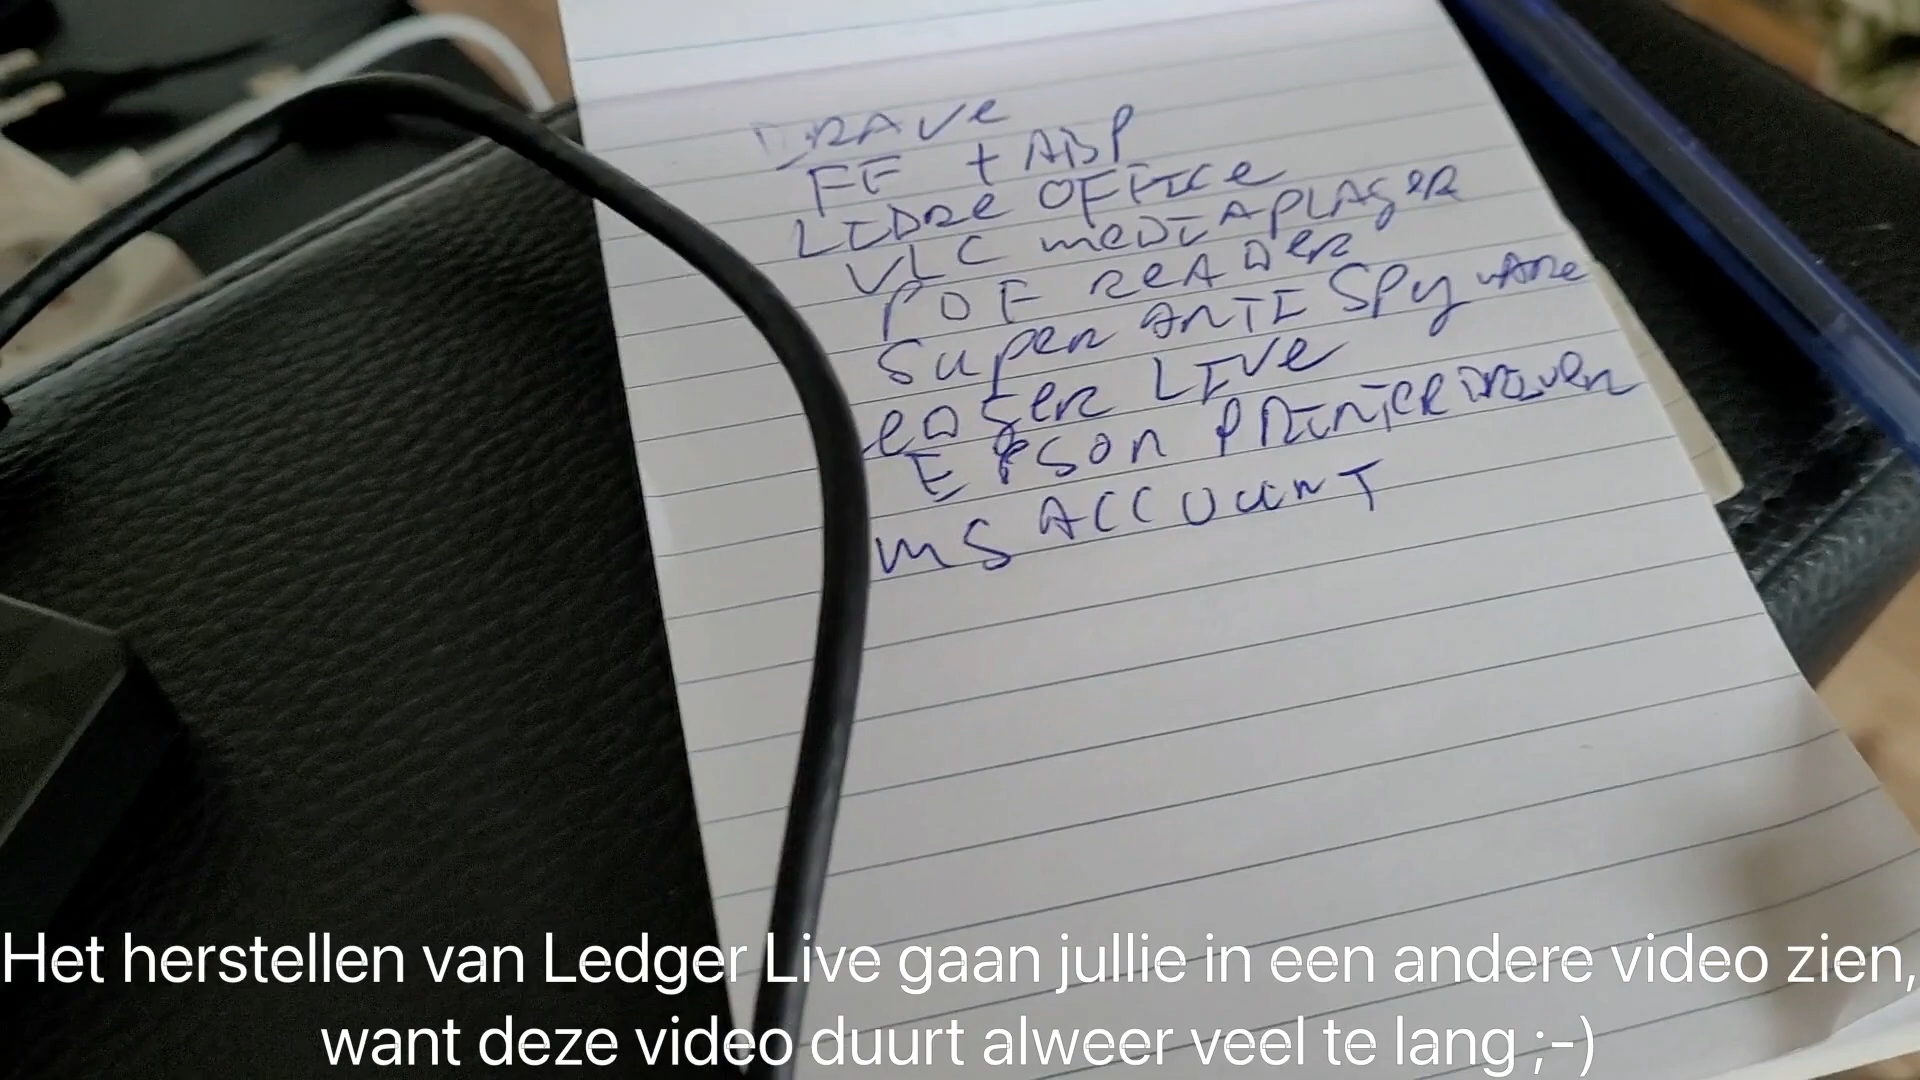 BRAVE
FF + ABP
LIBRE OFFICE
VLC MEDIAPLAYER
PDF READER
SUPER ANTI SPYWARE
LEDGER LIVE
EPSON PRINTERDRIVER
MS ACCOUNT
Het herstellen van Ledger Live gaan jullie in een andere video zien,
want deze video duurt alweer veel te lang ;-)